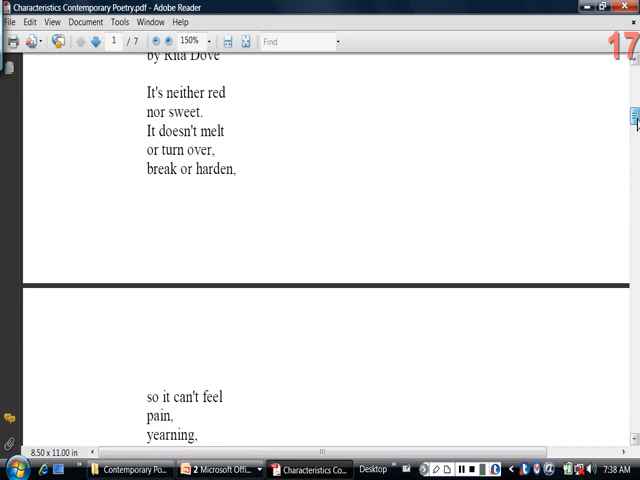 Characteristics Contemporary Poetry.pdf - Adobe Reader
File Edit View Document Tools Window Help
17
1 / 7 150% Find
by Rita Dove
It's neither red
nor sweet.
It doesn't melt
or turn over,
break or harden,
so it can't feel
pain,
yearning,
8.50 x 11.00 in
Contemporary Po... 2 Microsoft Offi... Characteristics Co... Desktop 7:38 AM